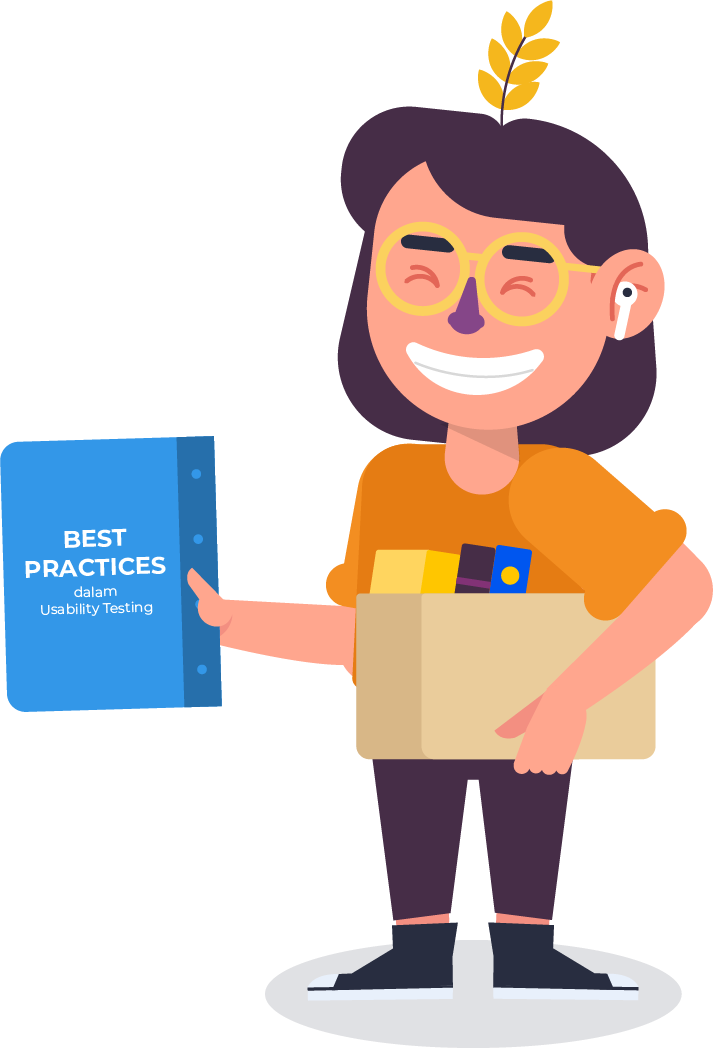 BEST
PRACTICES
dalam
Usability Testing